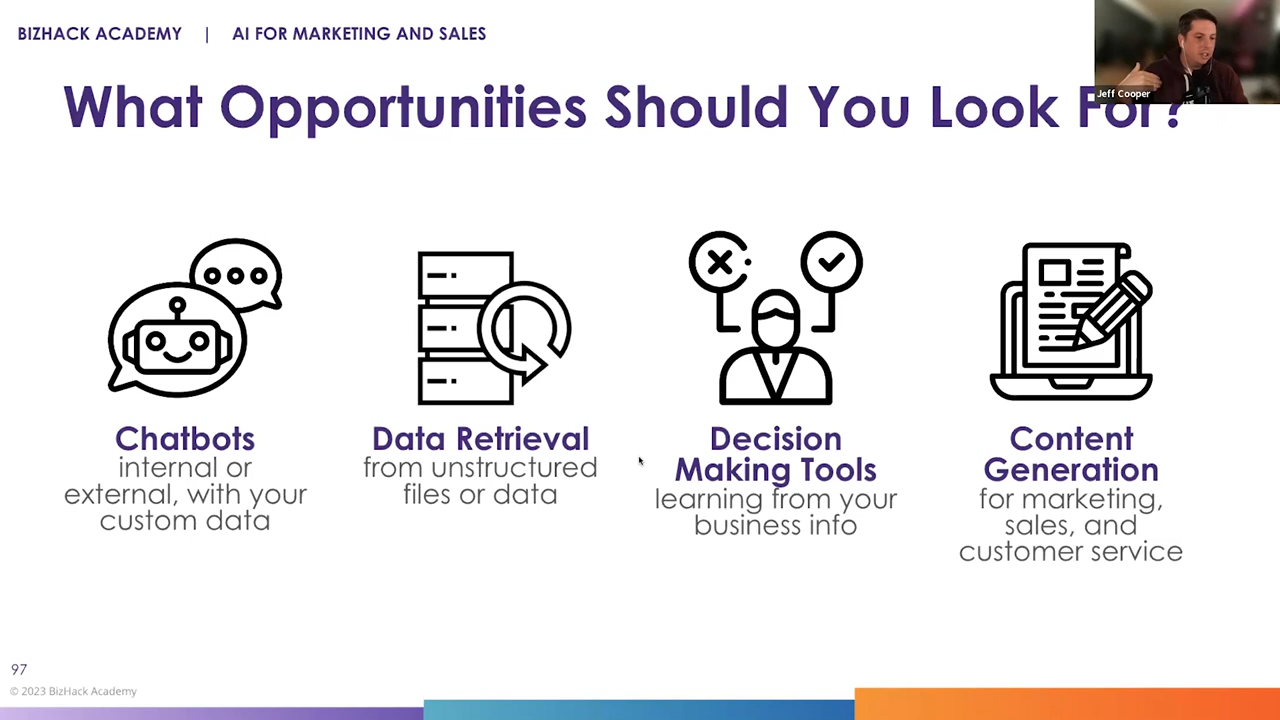 BIZHACK ACADEMY | AI FOR MARKETING AND SALES
Jeff Cooper
What Opportunities Should You Look For?
Chatbots
internal or
external, with your
custom data
Data Retrieval
from unstructured
files or data
Decision
Making Tools
learning from your
business info
Content
Generation
for marketing,
sales, and
customer service
97
© 2023 BizHack Academy